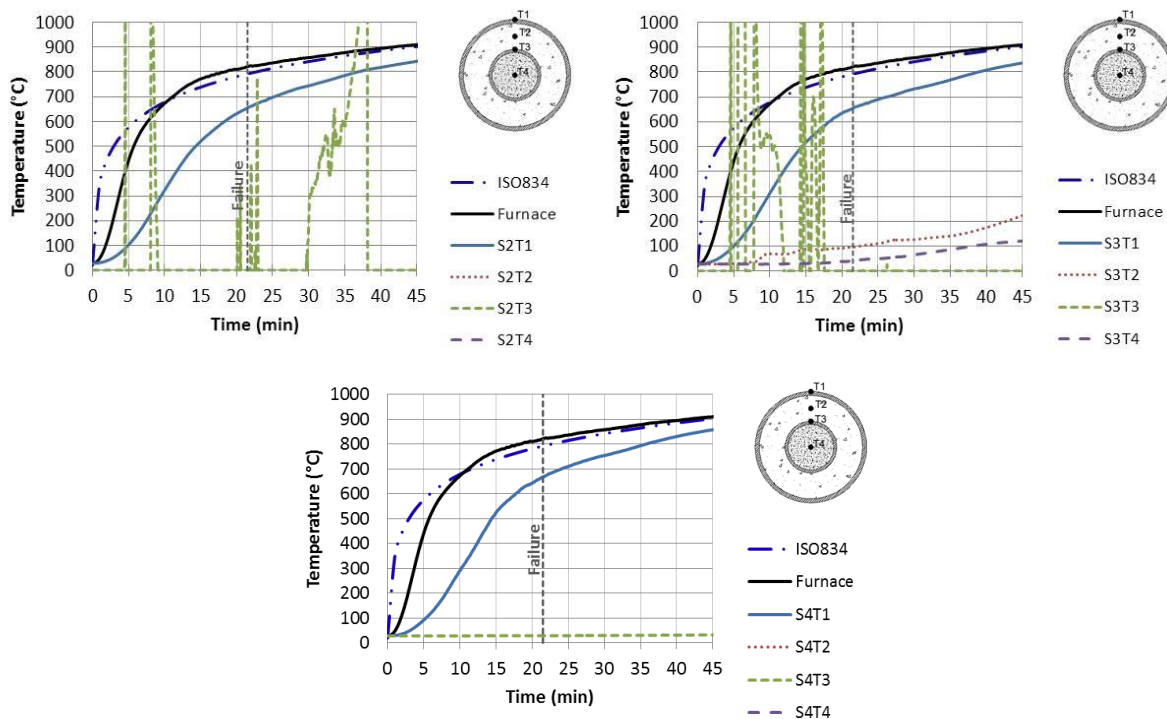 1000
900
800
700
600
500
400
300
200
100
0
Temperature (°C)
0 5 10 15 20 25 30 35 40 45
Time (min)
Failure
T1
T2
T3
T4
ISO834
Furnace
S2T1
S2T2
S2T3
S2T4
1000
900
800
700
600
500
400
300
200
100
0
Temperature (°C)
0 5 10 15 20 25 30 35 40 45
Time (min)
Failure
T1
T2
T3
T4
ISO834
Furnace
S3T1
S3T2
S3T3
S3T4
1000
900
800
700
600
500
400
300
200
100
0
Temperature (°C)
0 5 10 15 20 25 30 35 40 45
Time (min)
Failure
T1
T2
T3
T4
ISO834
Furnace
S4T1
S4T2
S4T3
S4T4